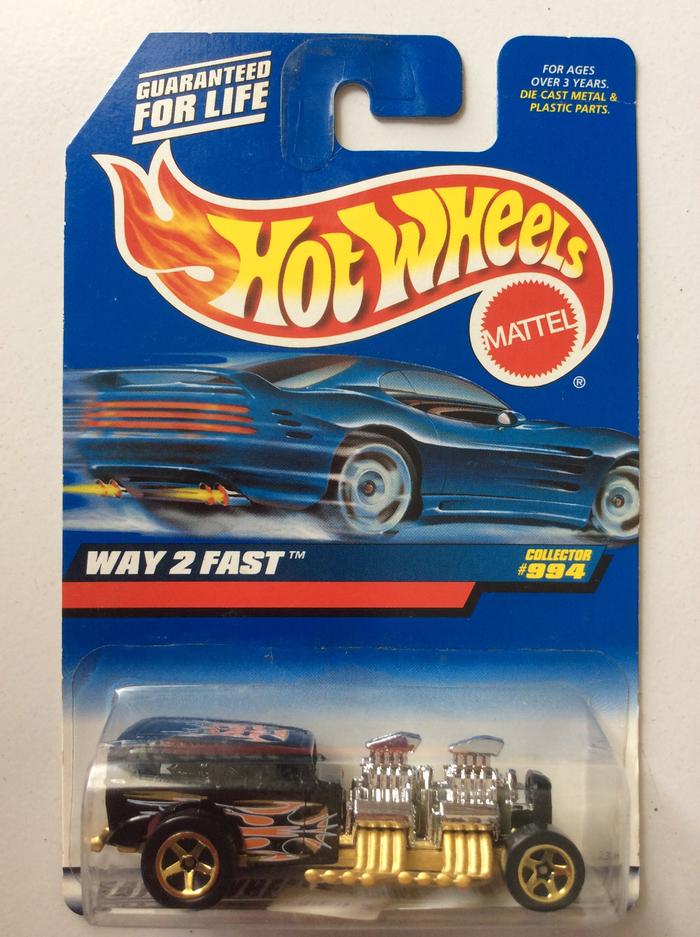 GUARANTEED
FOR LIFE
FOR AGES
OVER 3 YEARS.
DIE CAST METAL &
PLASTIC PARTS.
HOT WHEELS
MATTEL
®
WAY 2 FAST™
COLLECTOR
#994